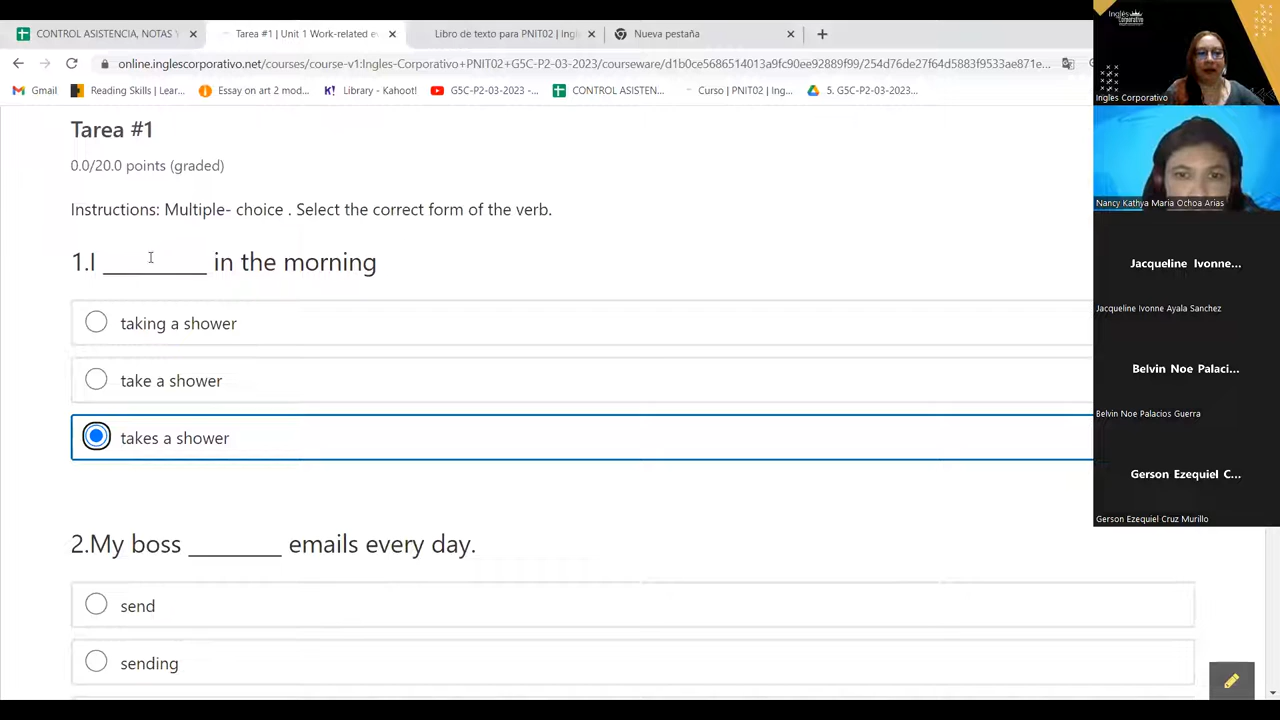 CONTROL ASISTENCIA, NOTAS Y
Tarea #1 | Unit 1 Work-related e
Libro de texto para PNIT02 | Ingl
Nueva pestaña
online.inglescorporativo.net/courses/course-v1:Ingles-Corporativo+PNIT02+G5C-P2-03-2023/courseware/d1b0ce5686514013a9fc90ee92889f99/254d76de27f64d5883f9533ae871e...
Gmail
Reading Skills | Lear...
Essay on art 2 mod...
Library - Kahoot!
G5C-P2-03-2023 -...
CONTROL ASISTEN...
Curso | PNIT02 | Ing...
5. G5C-P2-03-2023...
Tarea #1
0.0/20.0 points (graded)
Instructions: Multiple- choice . Select the correct form of the verb.
1.I ________ in the morning
taking a shower
take a shower
takes a shower
2.My boss _______ emails every day.
send
sending
Inglés
Corporativo
Ingles Corporativo
Nancy Kathya Maria Ochoa Arias
Jacqueline Ivonne...
Jacqueline Ivonne Ayala Sanchez
Belvin Noe Palaci...
Belvin Noe Palacios Guerra
Gerson Ezequiel C...
Gerson Ezequiel Cruz Murillo